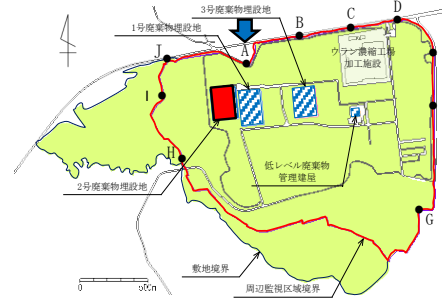 3号廃棄物埋設地
1号廃棄物埋設地
D
C
B
A
J
ウラン濃縮工場
加工施設
I
H
低レベル廃棄物
管理建屋
2号廃棄物埋設地
G
敷地境界
周辺監視区域境界
0
500m